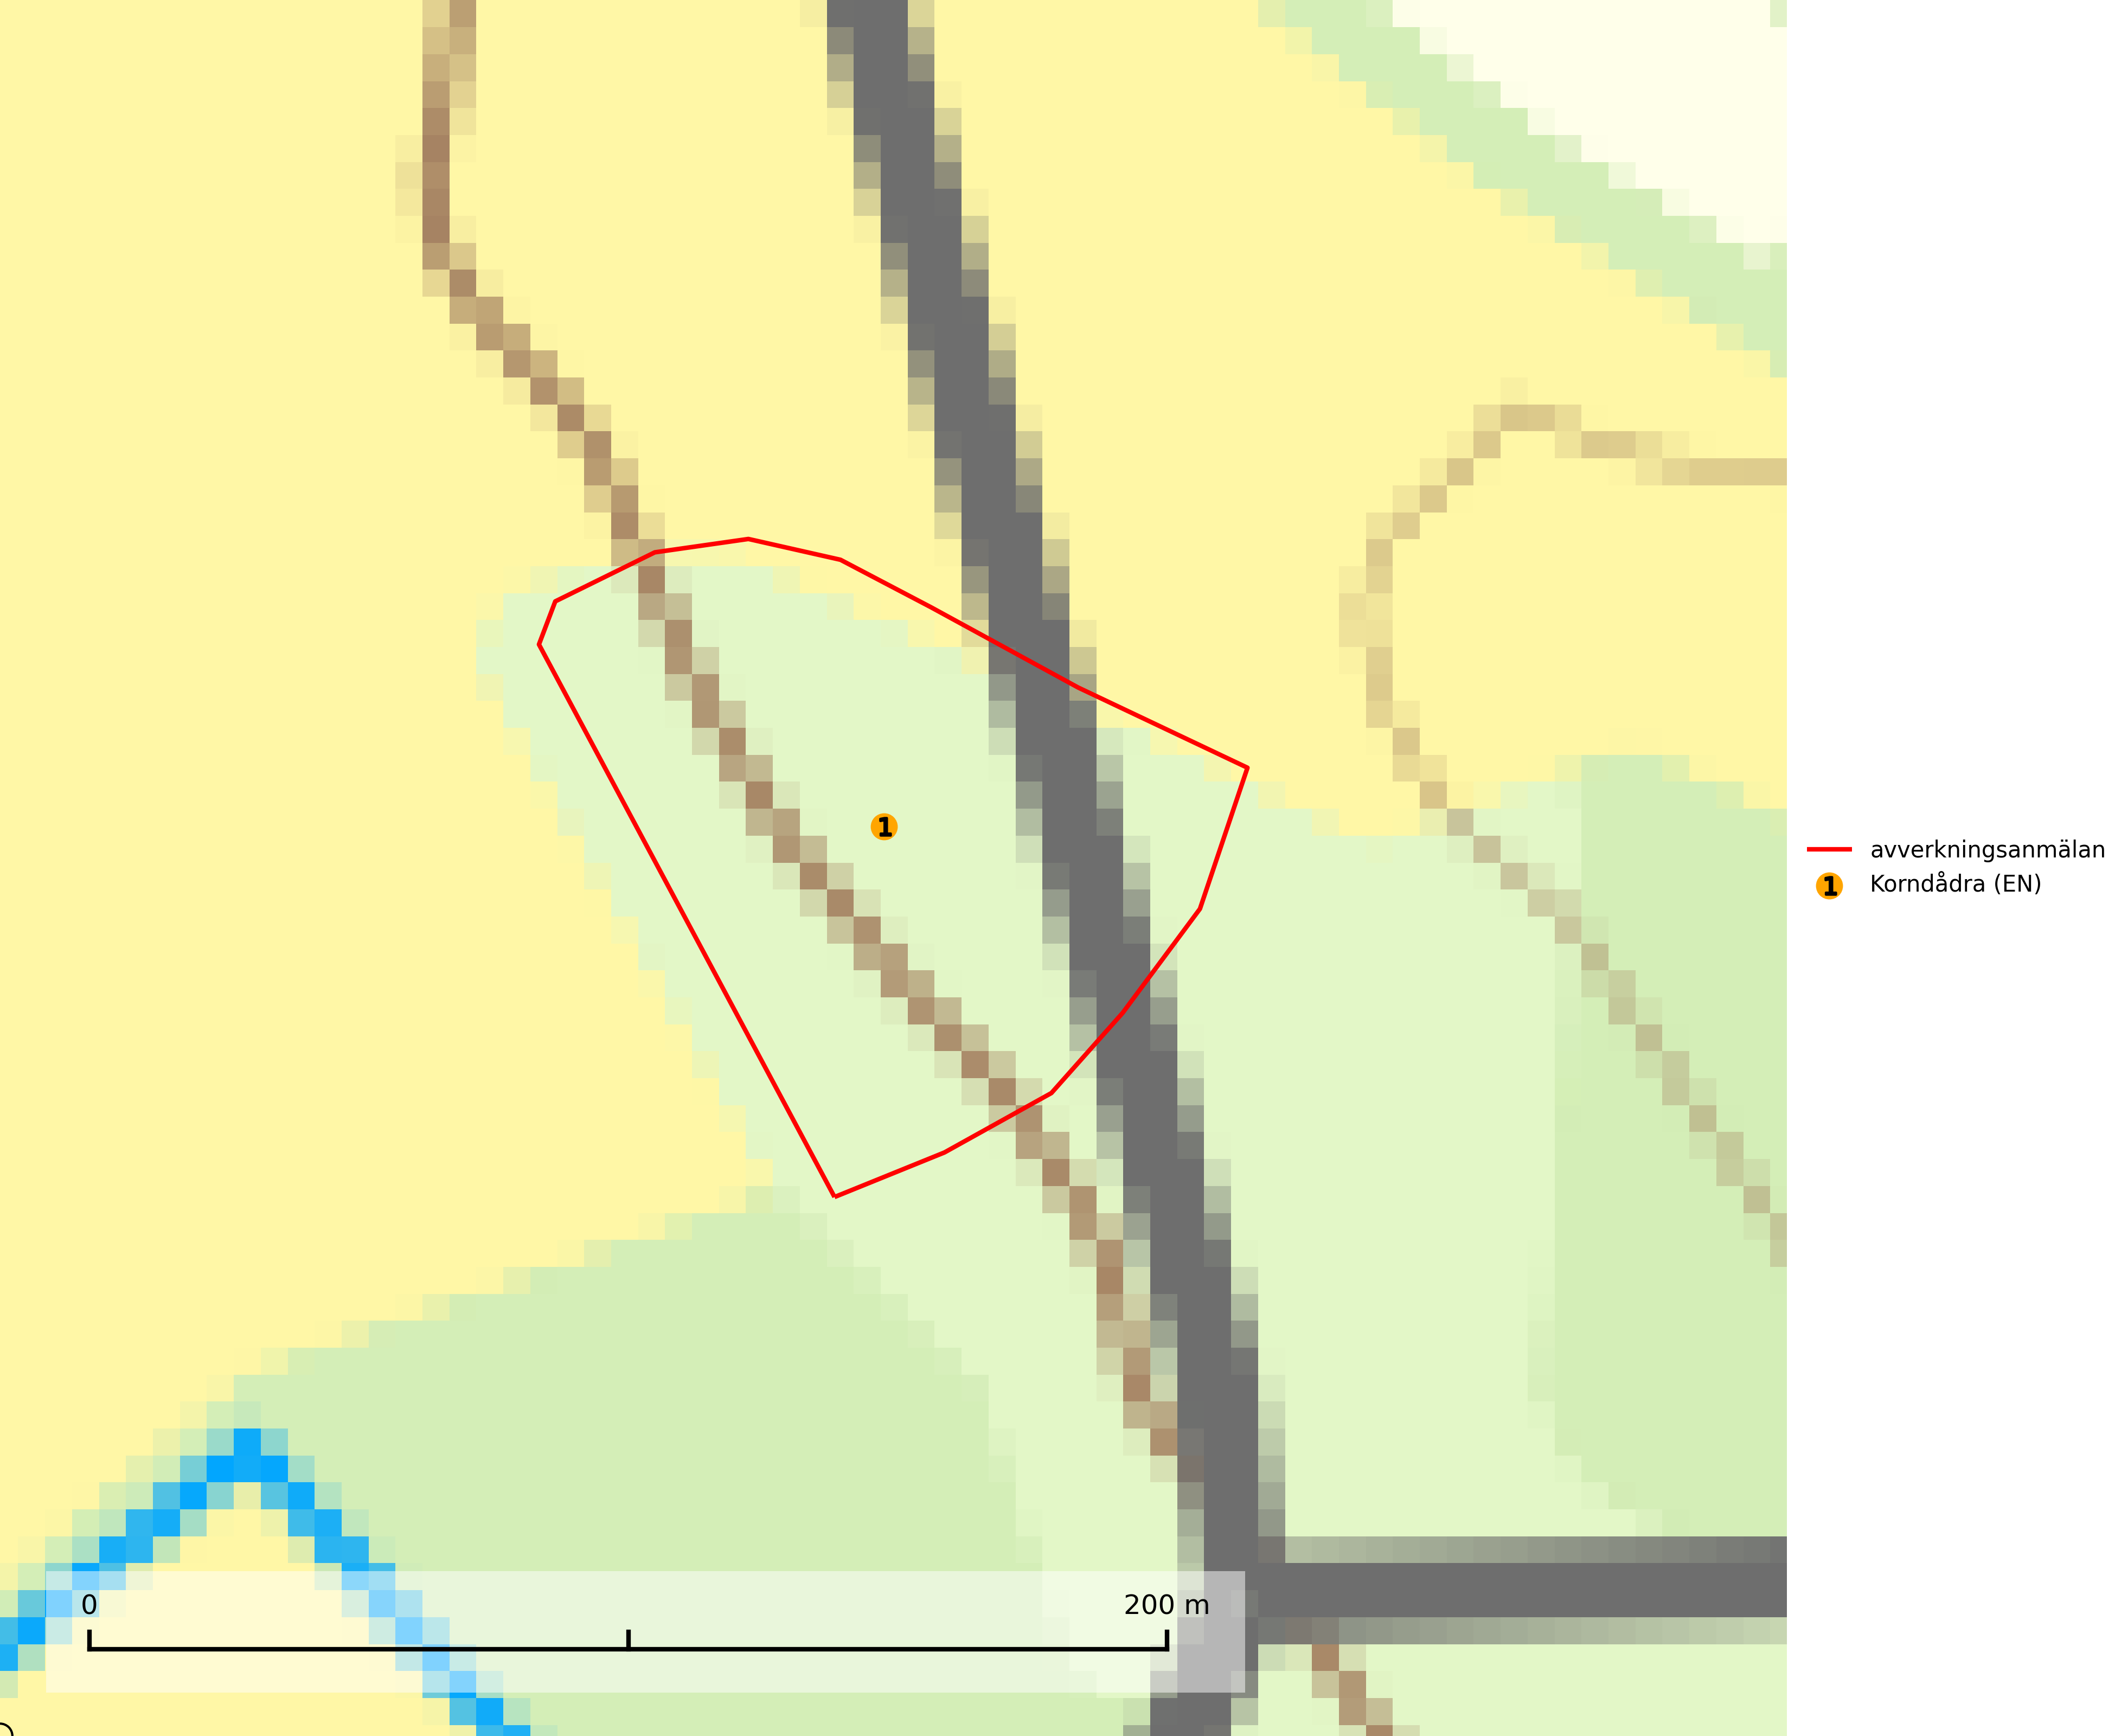 1
avverkningsanmälan
1 Korndådra (EN)
0 200 m